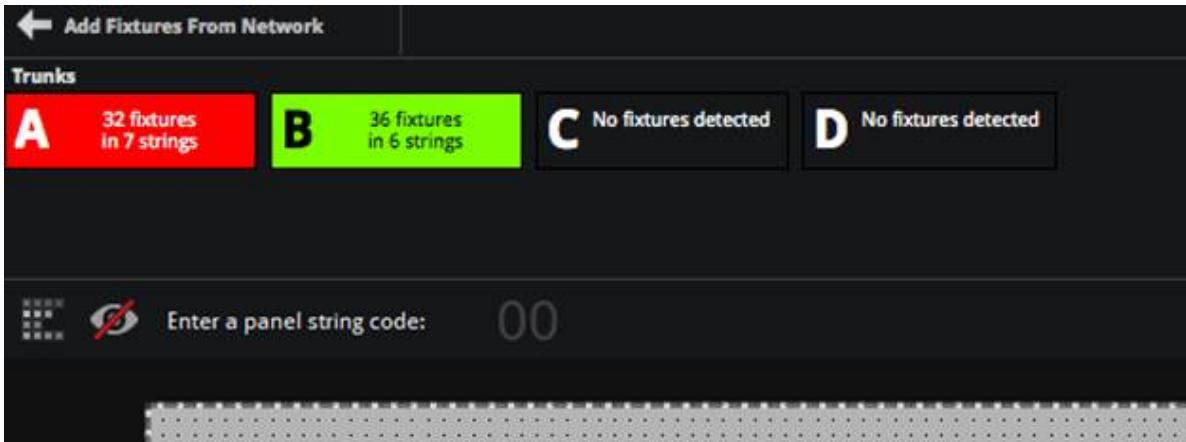 Add Fixtures From Network
Trunks
A
32 fixtures
in 7 strings
B
36 fixtures
in 6 strings
C
No fixtures detected
D
No fixtures detected
Enter a panel string code:
00